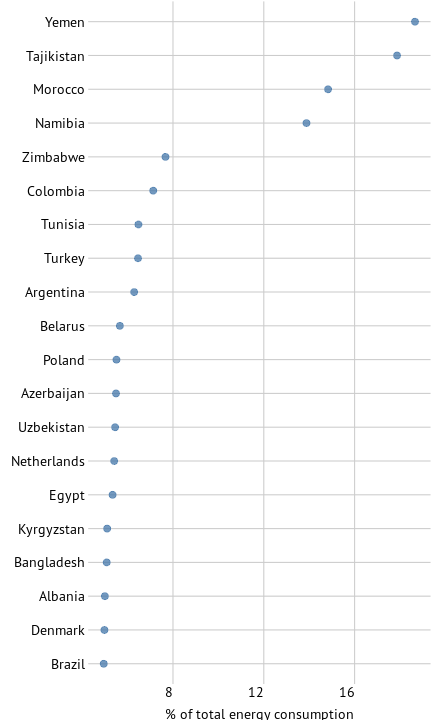 Yemen
Tajikistan
Morocco
Namibia
Zimbabwe
Colombia
Tunisia
Turkey
Argentina
Belarus
Poland
Azerbaijan
Uzbekistan
Netherlands
Egypt
Kyrgyzstan
Bangladesh
Albania
Denmark
Brazil
8 12 16
% of total energy consumption